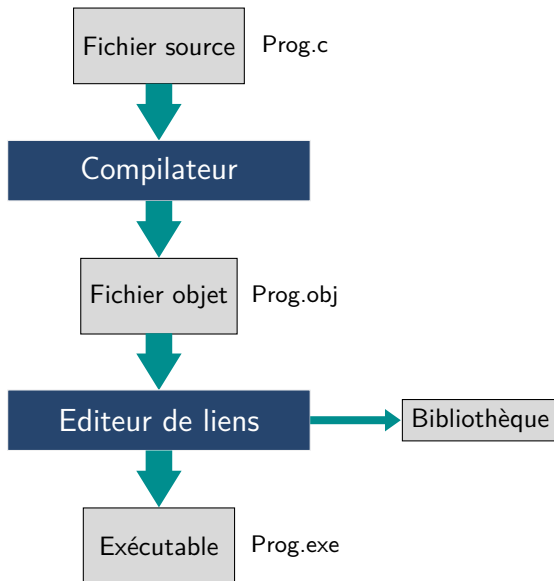 Fichier source
Prog.c
Compilateur
Fichier objet
Prog.obj
Editeur de liens
Bibliothèque
Exécutable
Prog.exe